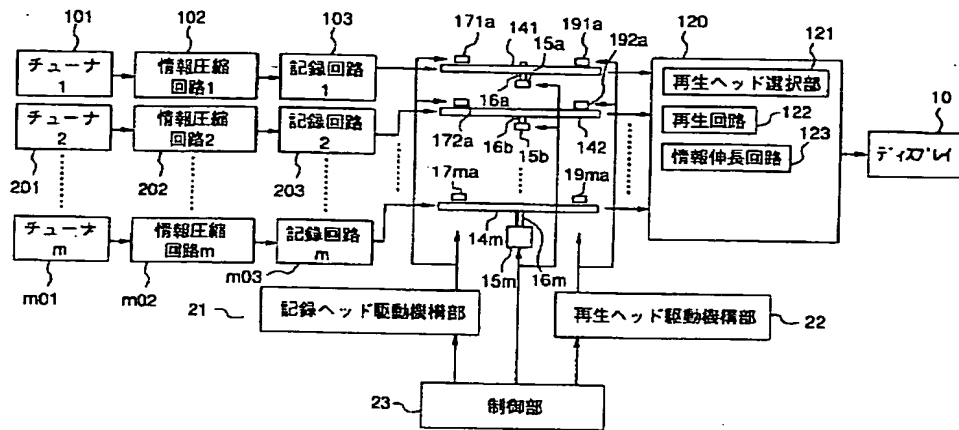 101
102
103
171a
141
15a
191a
192a
120
121
チューナ
1
情報圧縮
回路1
記録回路
1
16a
再生ヘッド選択部
チューナ
2
情報圧縮
回路2
記録回路
2
172a
16b
15b
142
再生回路
122
10
情報伸長回路
123
ディスプレイ
201
202
203
17ma
19ma
チューナ
m
情報圧縮
回路m
記録回路
m
14m
15m
16m
m01
m02
m03
21
記録ヘッド駆動機構部
再生ヘッド駆動機構部
22
23
制御部